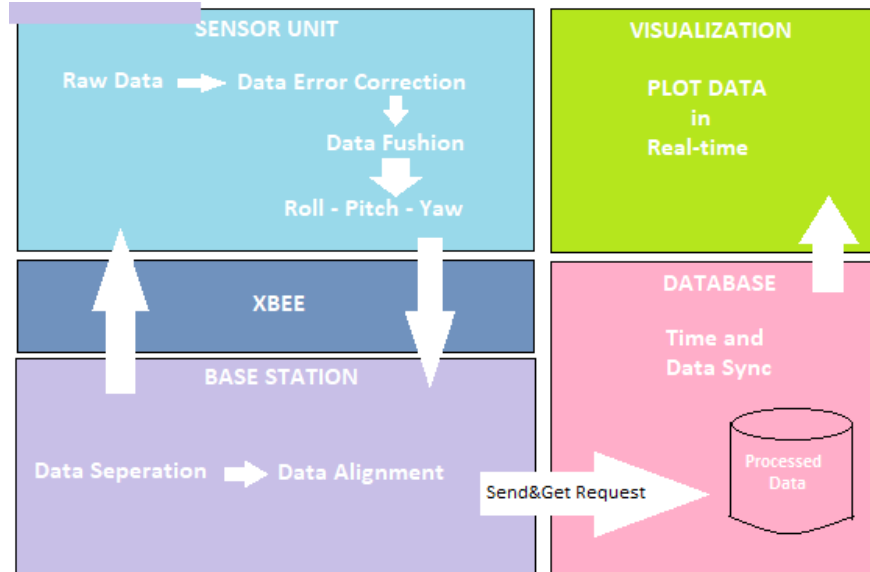 SENSOR UNIT
Raw Data
Data Error Correction
Data Fushion
Roll - Pitch - Yaw
XBEE
BASE STATION
Data Seperation
Data Alignment
Send&Get Request
VISUALIZATION
PLOT DATA
in
Real-time
DATABASE
Time and
Data Sync
Processed
Data